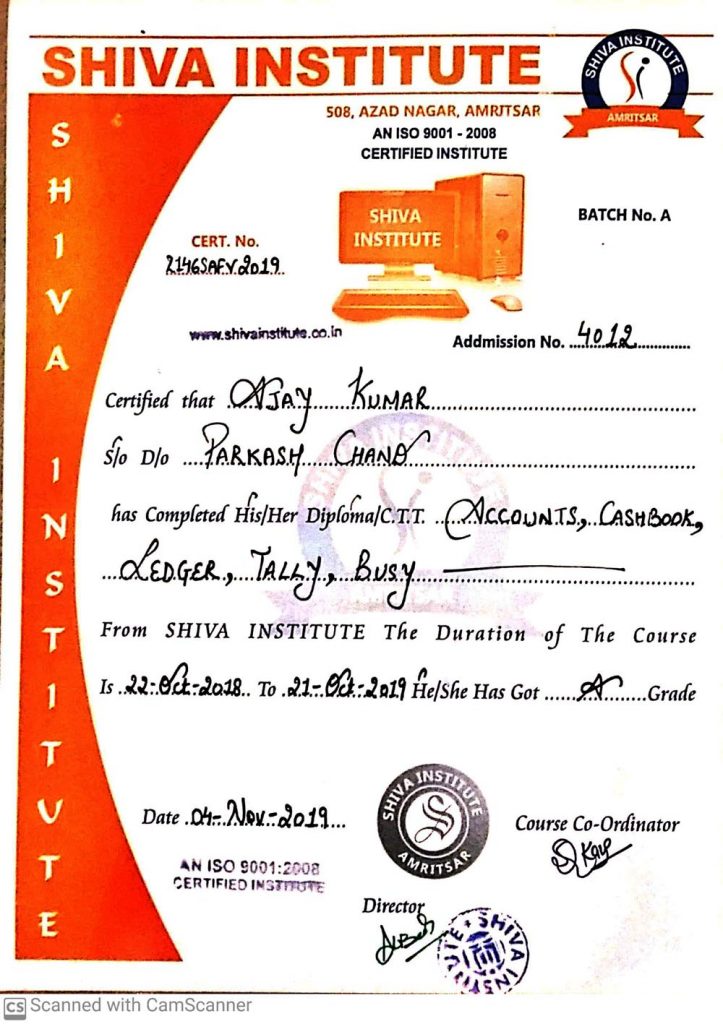 SHIVA INSTITUTE
SHIVA INSTITUTE
AMRITSAR
508, AZAD NAGAR, AMRITSAR
AN ISO 9001 - 2008
CERTIFIED INSTITUTE
SHIVA INSTITUTE
SHIVA
INSTITUTE
BATCH No. A
CERT. No.
2146SAFV2019
www.shivainstitute.co.in
Addmission No. 4012
Certified that AJAY KUMAR
S/o D/o PARKASH CHAND
has Completed His/Her Diploma/C.T.T. ACCOUNTS, CASHBOOK,
LEDGER, TALLY, BUSY
From SHIVA INSTITUTE The Duration of The Course
Is 22-Oct-2018 To 21-Oct-2019 He/She Has Got A Grade
SHIVA INSTITUTE
AMRITSAR
Date 04-Nov-2019
Course Co-Ordinator
AN ISO 9001:2008
CERTIFIED INSTITUTE
Director
SHIVA INSTITUTE
CS Scanned with CamScanner